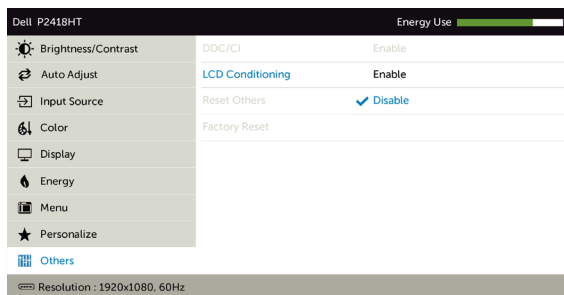 Dell P2418HT Energy Use
Brightness/Contrast DDC/CI Enable
Auto Adjust LCD Conditioning Enable
Input Source Reset Others Disable
Color Factory Reset
Display
Energy
Menu
Personalize
Others
Resolution : 1920x1080, 60Hz